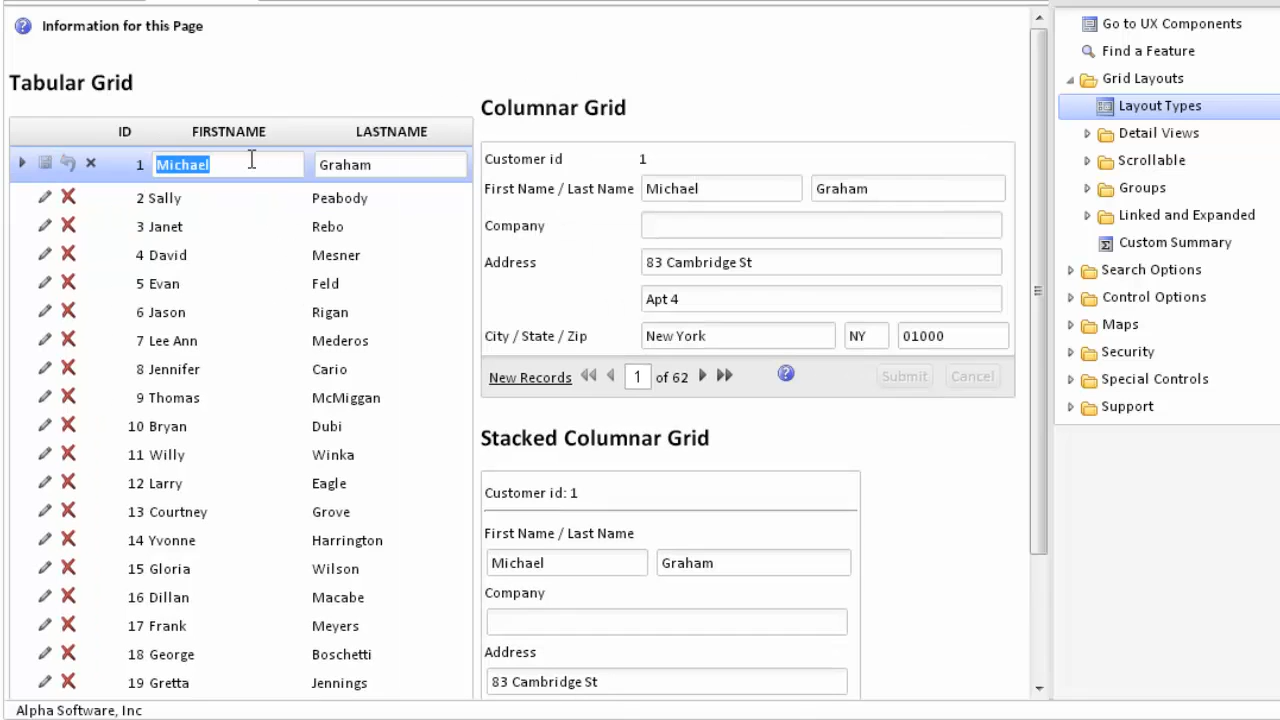 Information for this Page
Tabular Grid
ID FIRSTNAME LASTNAME
1 Michael Graham
2 Sally Peabody
3 Janet Rebo
4 David Mesner
5 Evan Feld
6 Jason Rigan
7 Lee Ann Mederos
8 Jennifer Cario
9 Thomas McMiggan
10 Bryan Dubi
11 Willy Winka
12 Larry Eagle
13 Courtney Grove
14 Yvonne Harrington
15 Gloria Wilson
16 Dillan Macabe
17 Frank Meyers
18 George Boschetti
19 Gretta Jennings
Columnar Grid
Customer id 1
First Name / Last Name Michael Graham
Company
Address 83 Cambridge St
Apt 4
City / State / Zip New York NY 01000
New Records 1 of 62 Submit Cancel
Stacked Columnar Grid
Customer id: 1
First Name / Last Name
Michael Graham
Company
Address
83 Cambridge St
Go to UX Components
Find a Feature
Grid Layouts
Layout Types
Detail Views
Scrollable
Groups
Linked and Expanded
Custom Summary
Search Options
Control Options
Maps
Security
Special Controls
Support
Alpha Software, Inc